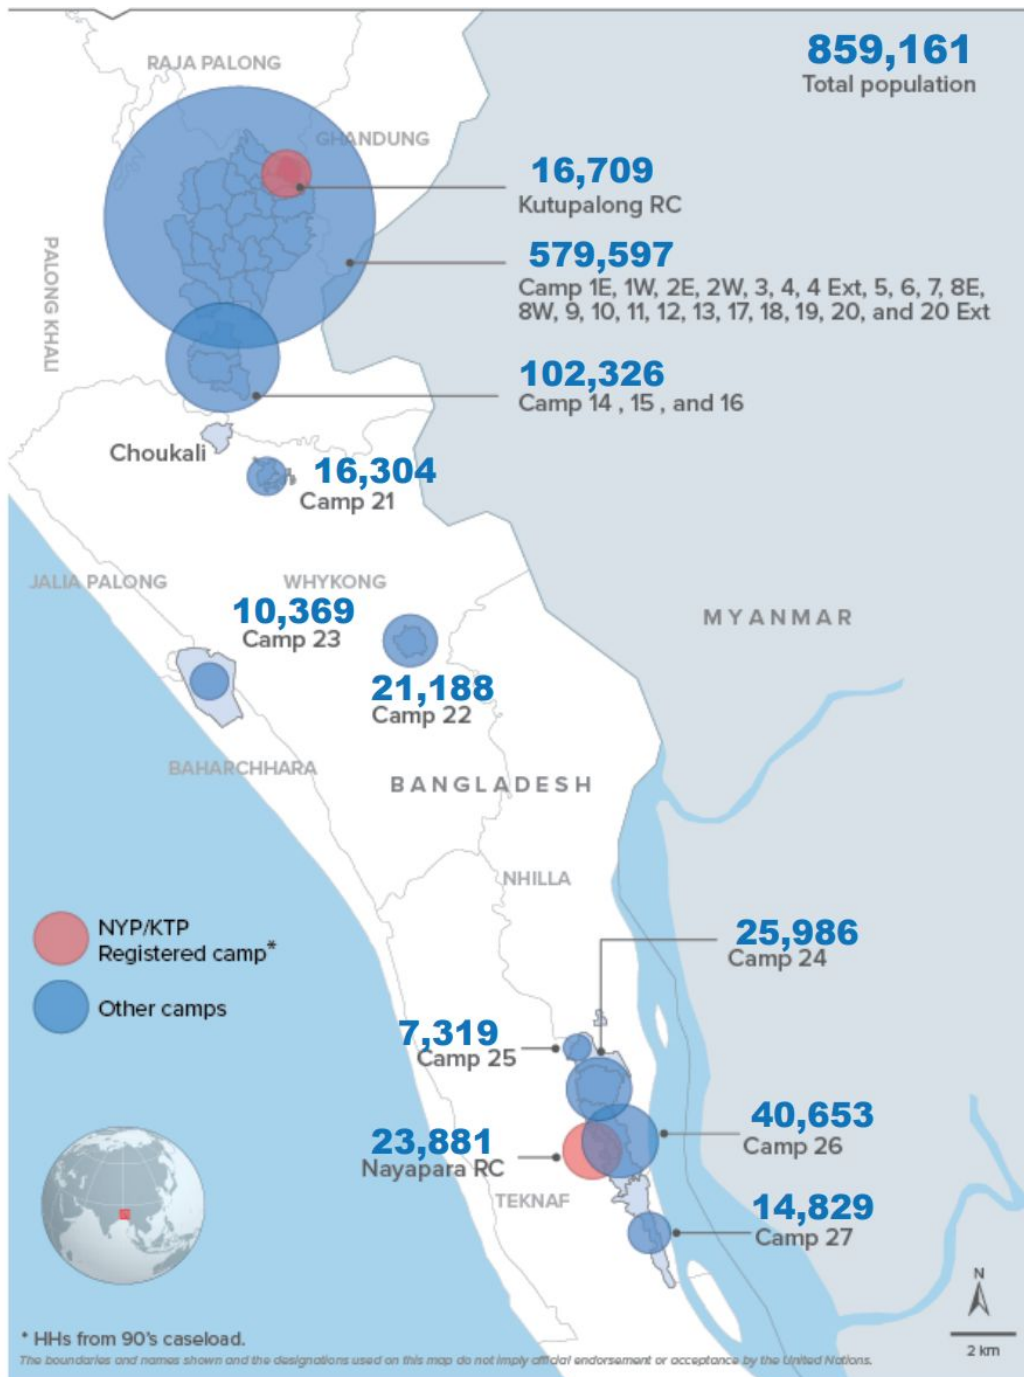 859,161
Total population
RAJA PALONG
GHANDUNG
16,709
Kutupalong RC
PALONG KHALI
579,597
Camp 1E, 1W, 2E, 2W, 3, 4, 4 Ext, 5, 6, 7, 8E,
8W, 9, 10, 11, 12, 13, 17, 18, 19, 20, and 20 Ext
102,326
Camp 14 , 15 , and 16
Choukali
16,304
Camp 21
JALIA PALONG
WHYKONG
10,369
Camp 23
MYANMAR
21,188
Camp 22
BAHARCHHARA
BANGLADESH
NHILLA
NYP/KTP
Registered camp*
Other camps
25,986
Camp 24
7,319
Camp 25
40,653
Camp 26
23,881
Nayapara RC
TEKNAF
14,829
Camp 27
N
2 km
* HHs from 90's caseload.
The boundaries and names shown and the designations used on this map do not imply official endorsement or acceptance by the United Nations.